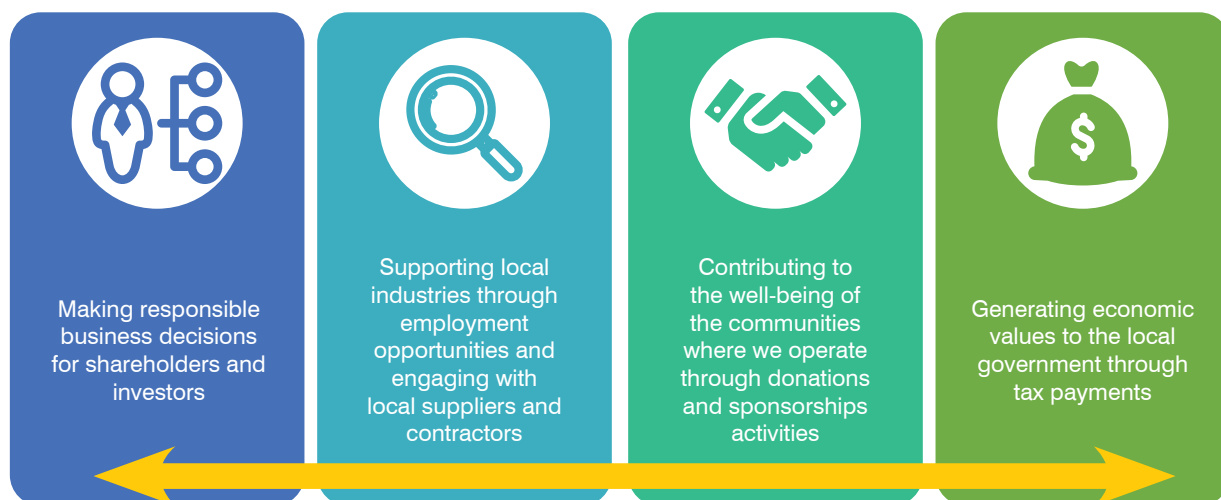 Making responsible
business decisions
for shareholders and
investors
Supporting local
industries through
employment
opportunities and
engaging with
local suppliers and
contractors
Contributing to
the well-being of
the communities
where we operate
through donations
and sponsorships
activities
$
Generating economic
values to the local
government through
tax payments